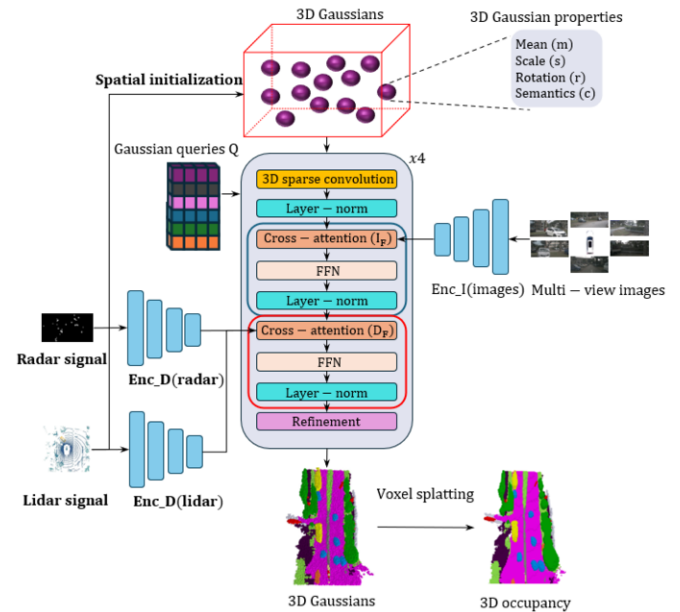 3D Gaussians
3D Gaussian properties
Mean (m)
Scale (s)
Rotation (r)
Semantics (c)
Spatial initialization
Gaussian queries Q
x4
3D sparse convolution
Layer − norm
Cross − attention (I_F)
FFN
Layer − norm
Enc_I(images)
Multi − view images
Cross − attention (D_F)
FFN
Layer − norm
Refinement
Radar signal
Enc_D(radar)
Lidar signal
Enc_D(lidar)
Voxel splatting
3D Gaussians
3D occupancy